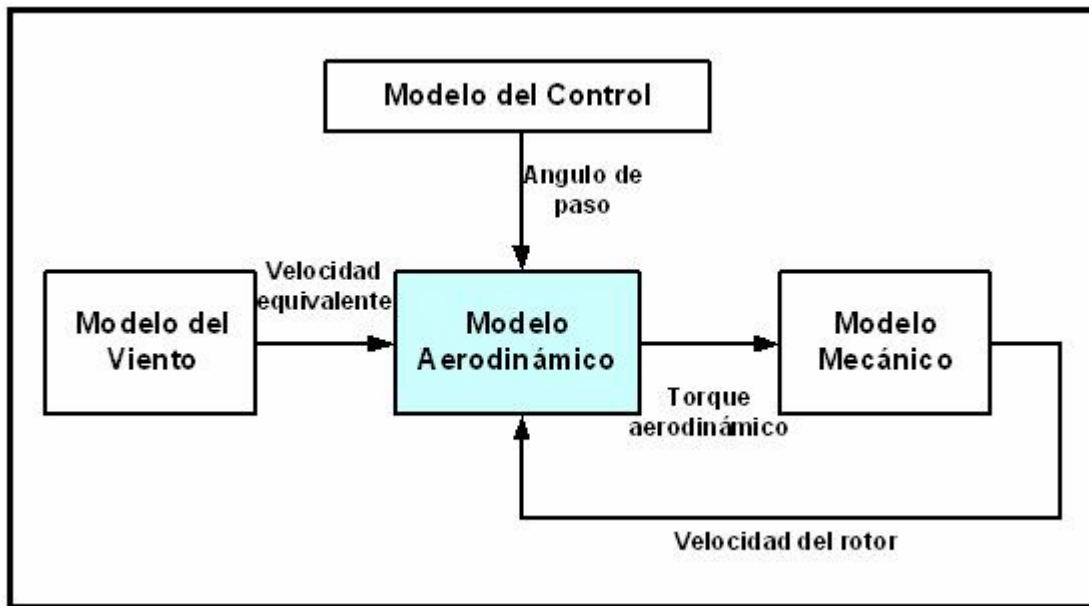 Modelo del Control
Angulo de
paso
Velocidad
equivalente
Modelo del
Viento
Modelo
Aerodinámico
Modelo
Mecánico
Torque
aerodinámico
Velocidad del rotor